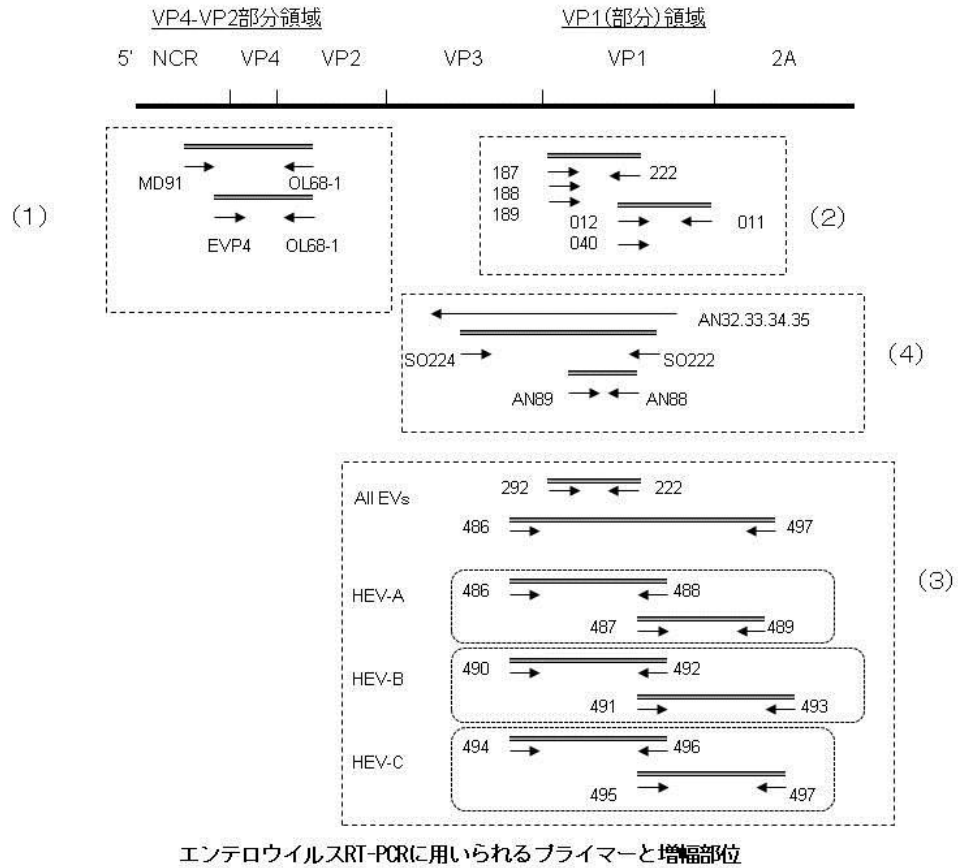 VP4-VP2部分領域 VP1(部分)領域
5' NCR VP4 VP2 VP3 VP1 2A
(1)
MD91 OL68-1
EVP4 OL68-1
(2)
187 222
188
189
012 011
040
(4)
AN32.33.34.35
SO224 SO222
AN89 AN88
(3)
All EVs
292 222
486 497
HEV-A
486 488
487 489
HEV-B
490 492
491 493
HEV-C
494 496
495 497
エンテロウイルスRT-PCRに用いられるプライマーと増幅部位